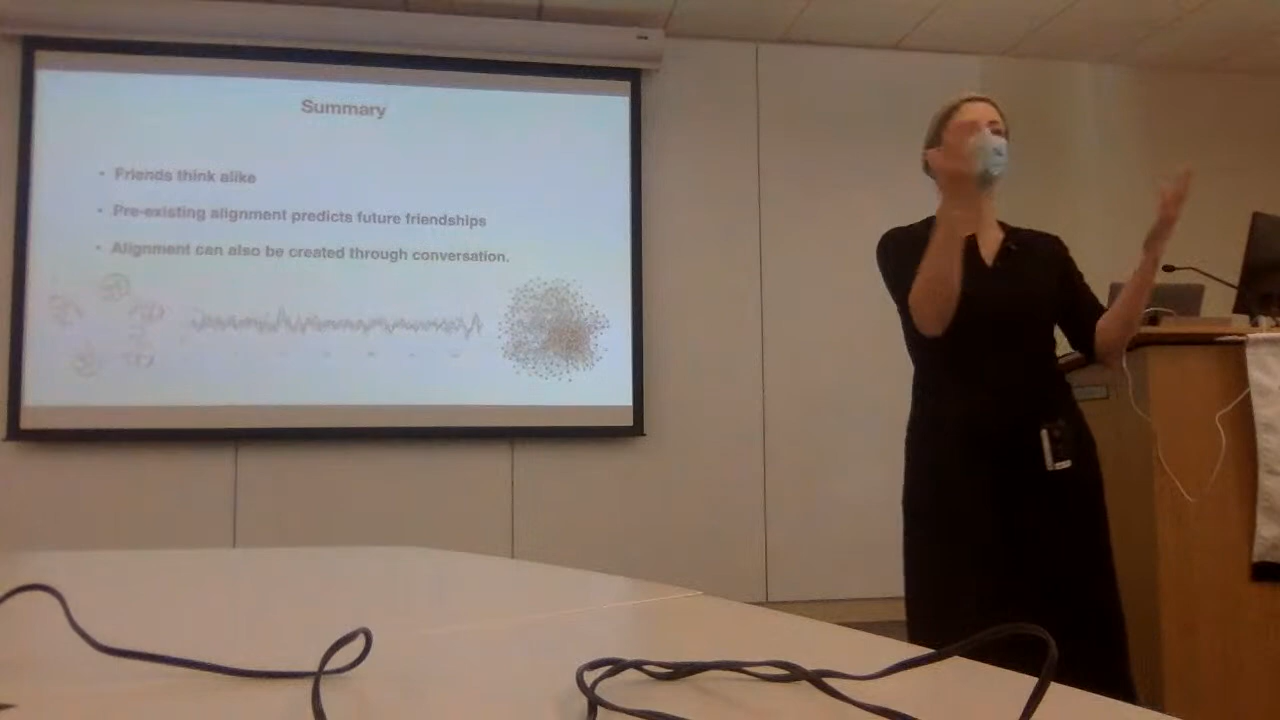 Summary
• Friends think alike
• Pre-existing alignment predicts future friendships
• Alignment can also be created through conversation.